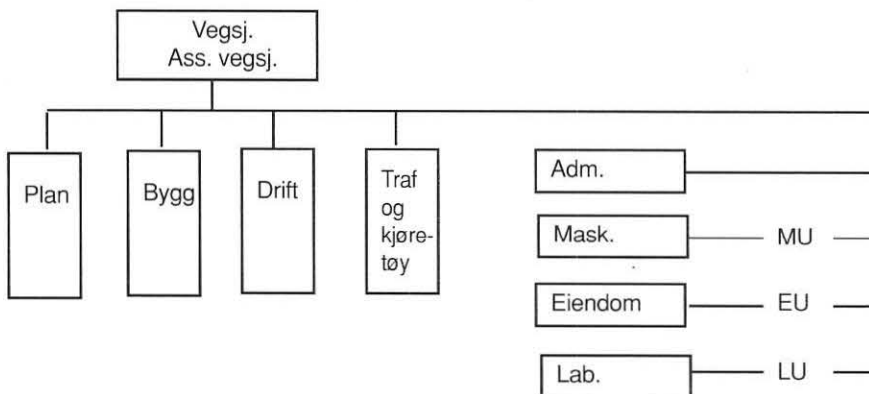 Vegsj.
Ass. vegsj.
Plan
Bygg
Drift
Traf
og
kjøre-
tøy
Adm.
Mask.
MU
Eiendom
EU
Lab.
LU